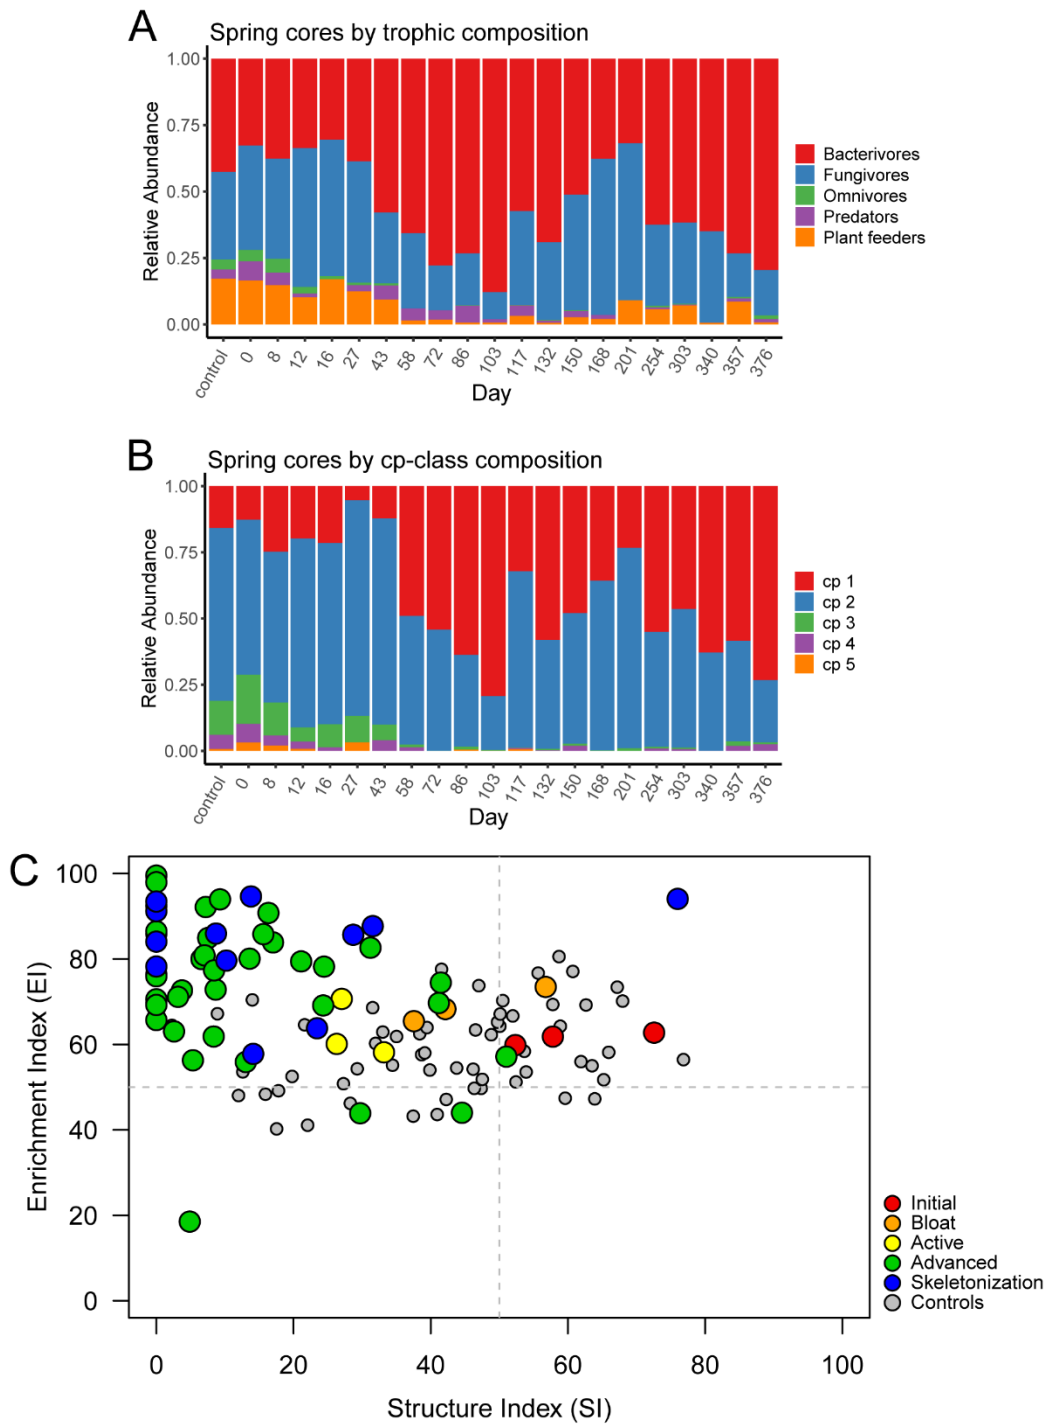 A
Spring cores by trophic composition
Relative Abundance
1.00
0.75
0.50
0.25
0.00
control 0 8 12 16 27 43 58 72 86 103 117 132 150 168 201 254 303 340 357 376
Day
Bacterivores
Fungivores
Omnivores
Predators
Plant feeders
B
Spring cores by cp-class composition
Relative Abundance
1.00
0.75
0.50
0.25
0.00
control 0 8 12 16 27 43 58 72 86 103 117 132 150 168 201 254 303 340 357 376
Day
cp 1
cp 2
cp 3
cp 4
cp 5
C
Enrichment Index (EI)
100
80
60
40
20
0
0 20 40 60 80 100
Structure Index (SI)
Initial
Bloat
Active
Advanced
Skeletonization
Controls